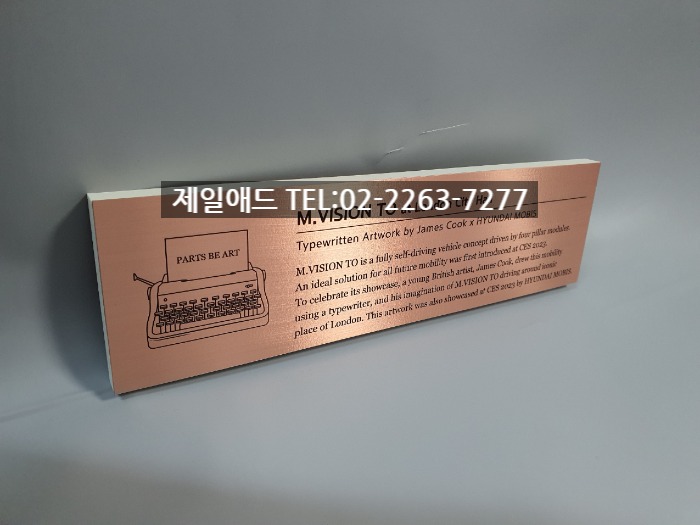 제일애드 TEL:02-2263-7277
M.VISION TO
Typewritten Artwork by James Cook x HYUNDAI MOBIS
PARTS BE ART
M.VISION TO is a fully self-driving vehicle concept driven by four pillar modules.
An ideal solution for all future mobility was first introduced at CES 2023.
To celebrate its showcase, a young British artist, James Cook, drew this mobility
using a typewriter, and his imagination of M.VISION TO driving around iconic
place of London. This artwork was also showcased at CES 2023 by HYUNDAI MOBIS.